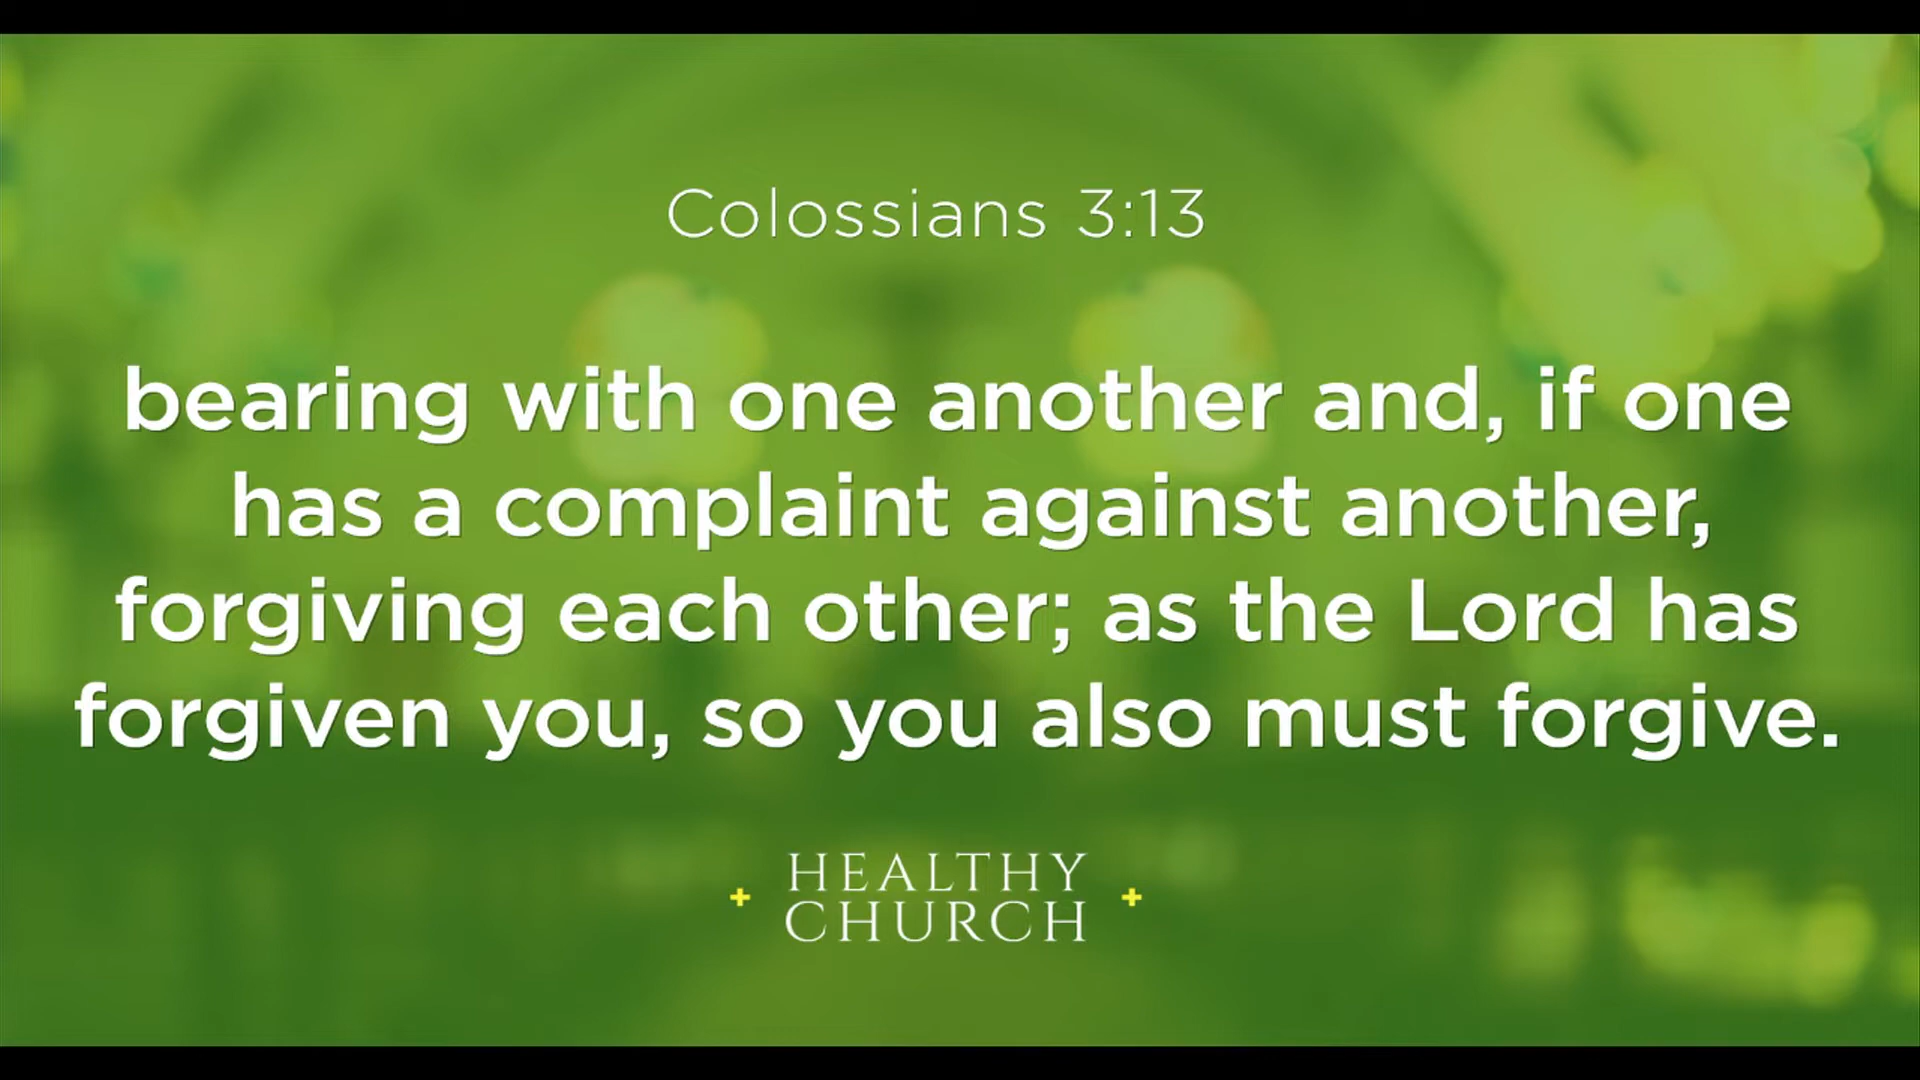 Colossians 3:13
bearing with one another and, if one
has a complaint against another,
forgiving each other; as the Lord has
forgiven you, so you also must forgive.
HEALTHY
CHURCH